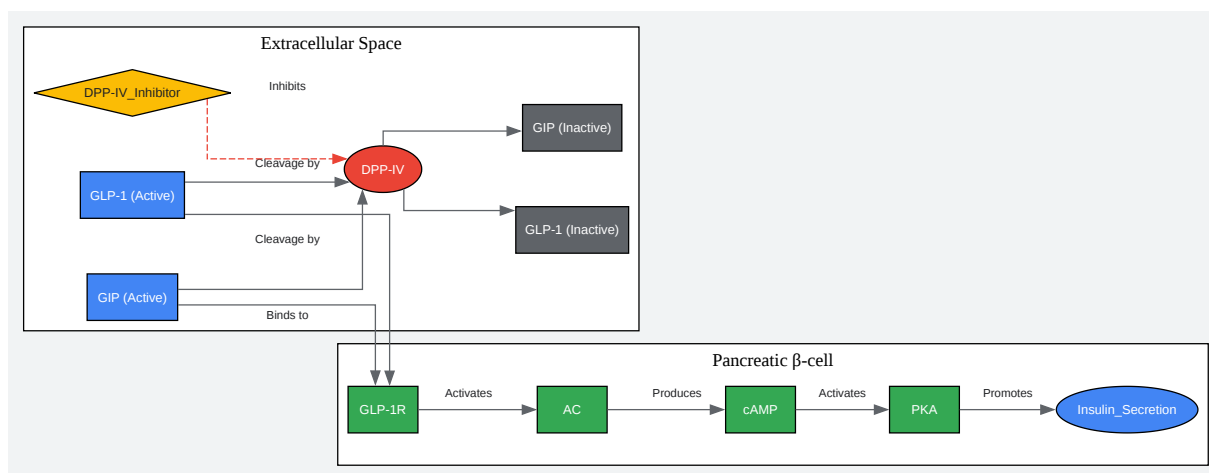 Extracellular Space
DPP-IV_Inhibitor
Inhibits
GIP (Inactive)
Cleavage by
DPP-IV
GLP-1 (Active)
GLP-1 (Inactive)
Cleavage by
GIP (Active)
Binds to
Pancreatic β-cell
GLP-1R
Activates
AC
Produces
cAMP
Activates
PKA
Promotes
Insulin_Secretion